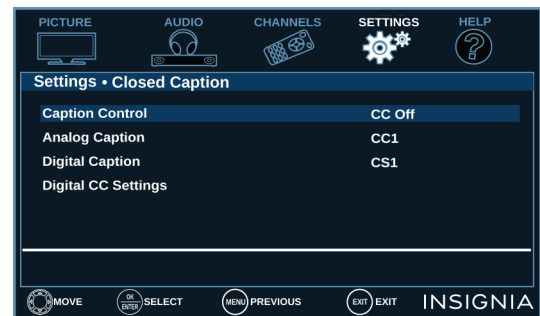 PICTURE AUDIO CHANNELS SETTINGS HELP
Settings • Closed Caption
Caption Control CC Off
Analog Caption CC1
Digital Caption CS1
Digital CC Settings
MOVE OK ENTER SELECT MENU PREVIOUS EXIT EXIT INSIGNIA